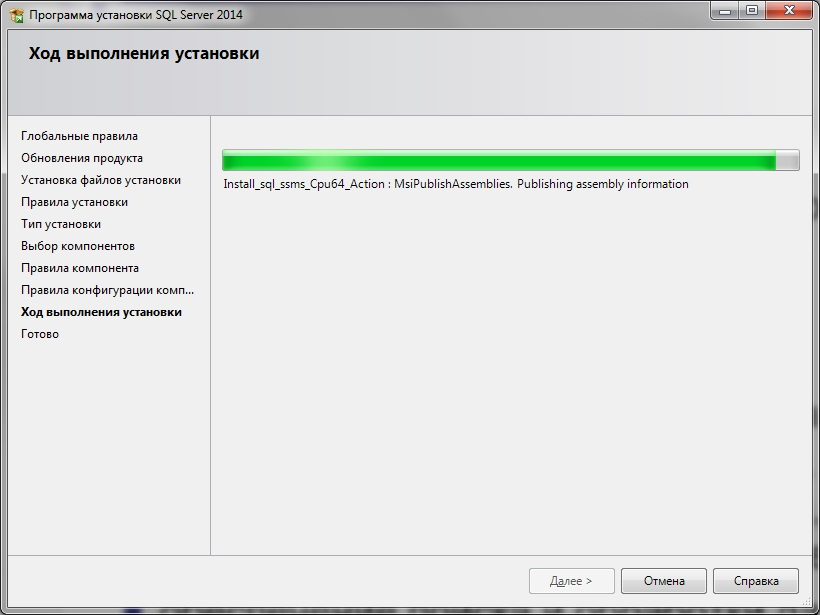 Программа установки SQL Server 2014
Ход выполнения установки
Глобальные правила
Обновления продукта
Установка файлов установки
Правила установки
Тип установки
Выбор компонентов
Правила компонента
Правила конфигурации комп...
Ход выполнения установки
Готово
Install_sql_ssms_Cpu64_Action : MsiPublishAssemblies. Publishing assembly information
Далее >
Отмена
Справка